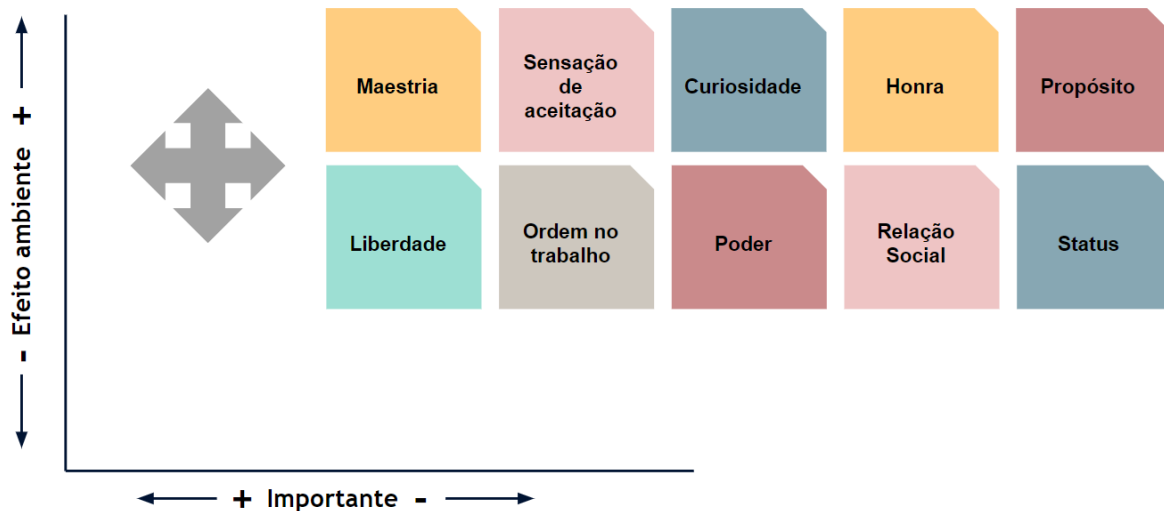 - Efeito ambiente +
Maestria
Sensação
de
aceitação
Curiosidade
Honra
Propósito
Liberdade
Ordem no
trabalho
Poder
Relação
Social
Status
+ Importante -